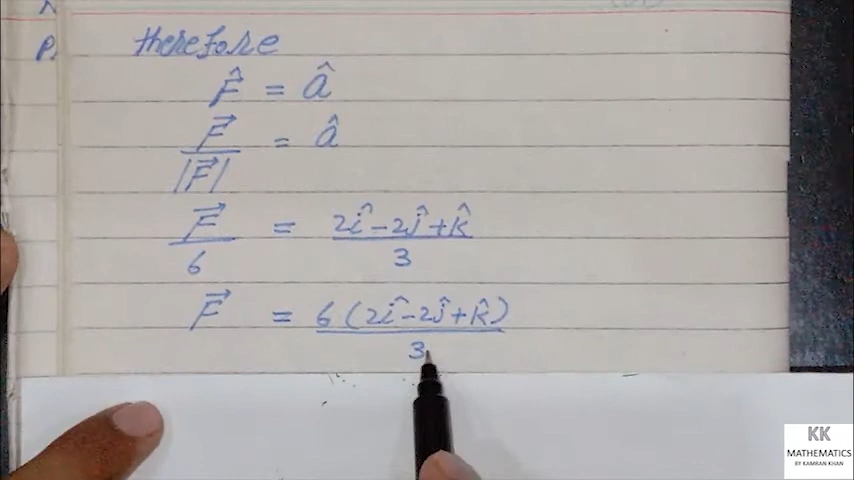 therefore
F̂ = â
F⃗ / |F⃗| = â
F⃗ / 6 = 2î - 2ĵ + k̂ / 3
F⃗ = 6 (2î - 2ĵ + k̂) / 3
KK
MATHEMATICS
BY KAMRAN KHAN